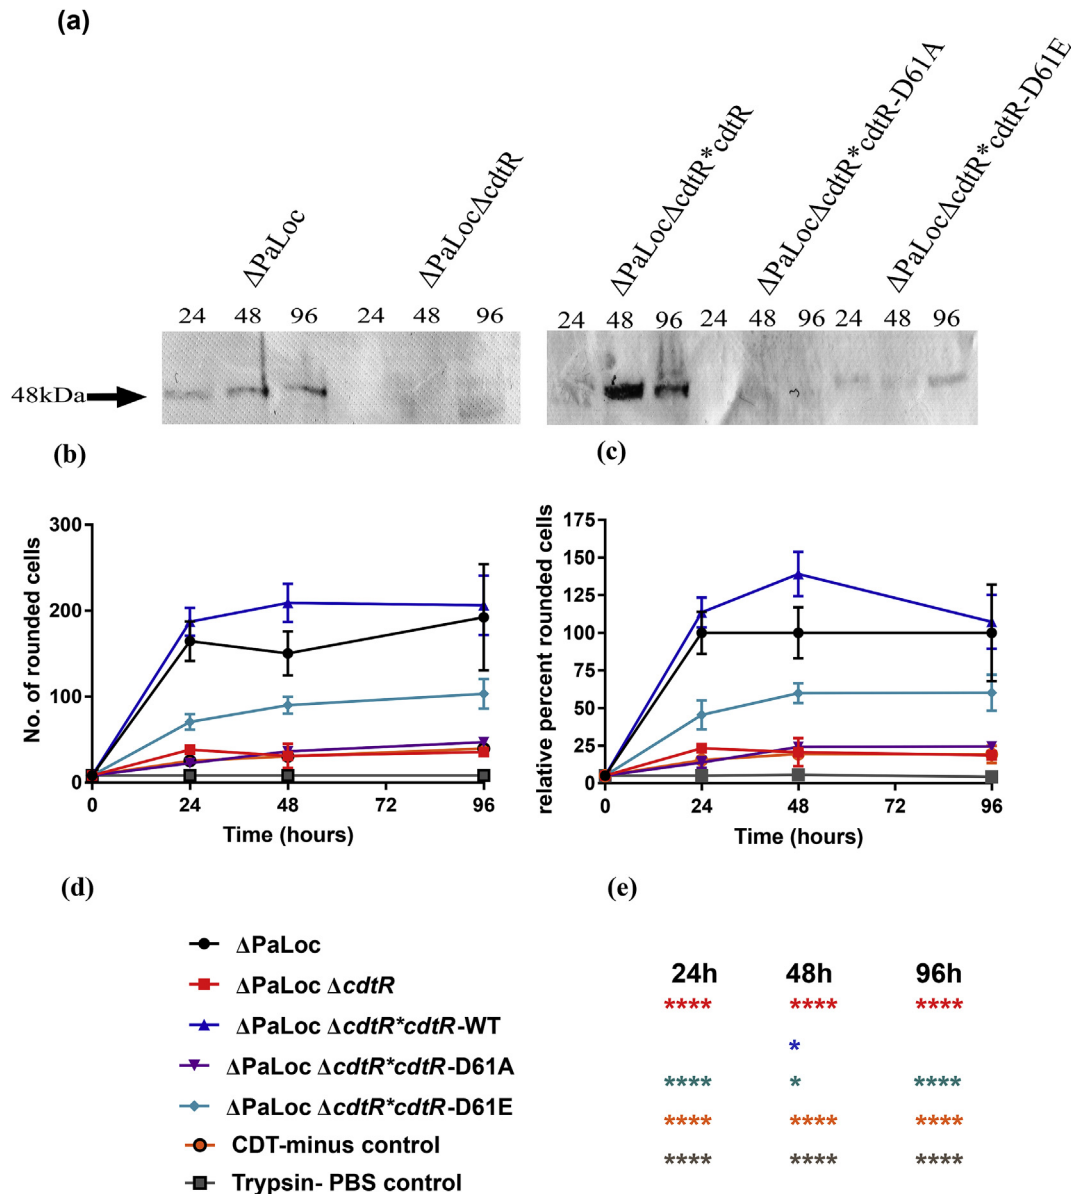 (a)
ΔPaLoc
ΔPaLocΔcdtR
ΔPaLocΔcdtR*cdtR
ΔPaLocΔcdtR*cdtR-D61A
ΔPaLocΔcdtR*cdtR-D61E
24 48 96 24 48 96
24 48 96 24 48 96 24 48 96
48kDa
(b)
300
200
100
0
No. of rounded cells
0 24 48 72 96
Time (hours)
(c)
175
150
125
100
75
50
25
0
relative percent rounded cells
0 24 48 72 96
Time (hours)
(d)
ΔPaLoc
ΔPaLoc ΔcdtR
ΔPaLoc ΔcdtR*cdtR-WT
ΔPaLoc ΔcdtR*cdtR-D61A
ΔPaLoc ΔcdtR*cdtR-D61E
CDT-minus control
Trypsin- PBS control
(e)
24h 48h 96h
**** **** ****
*
**** * ****
**** **** ****
**** **** ****